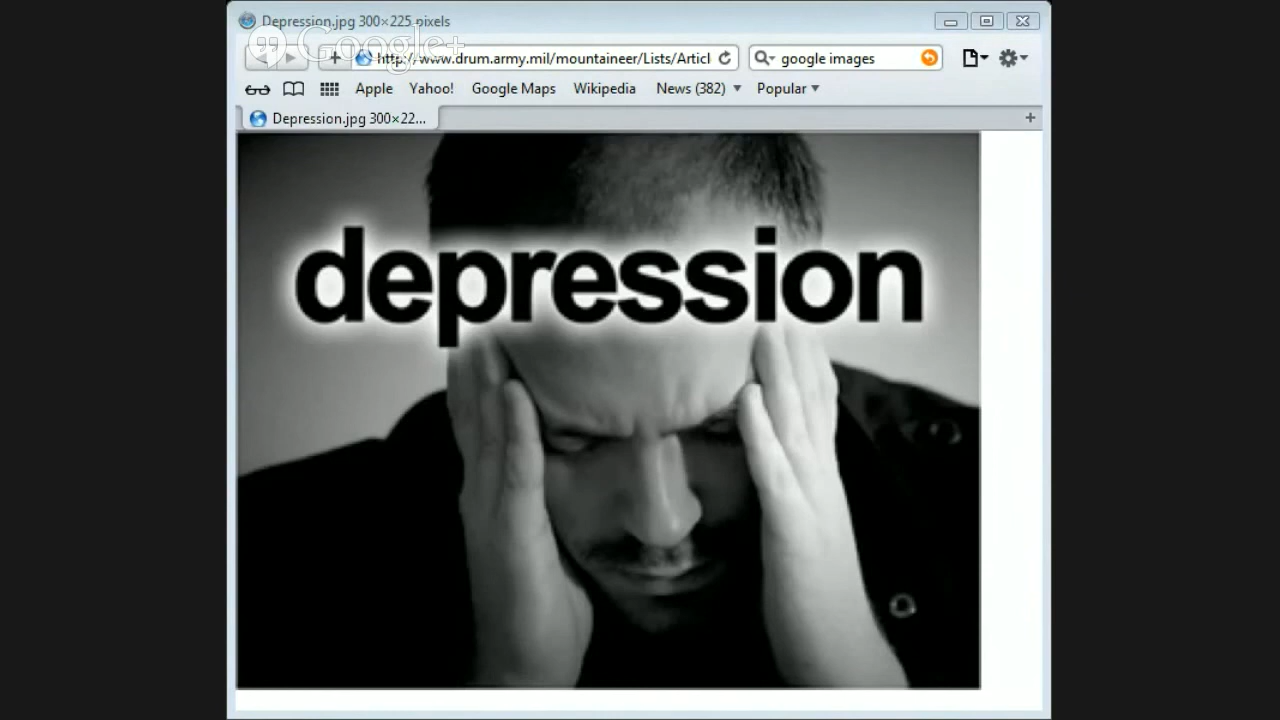 Depression.jpg 300×225 pixels
Google+
http://www.drum.army.mil/mountaineer/Lists/Articl
google images
Apple Yahoo! Google Maps Wikipedia News (382) Popular
Depression.jpg 300×22...
depression